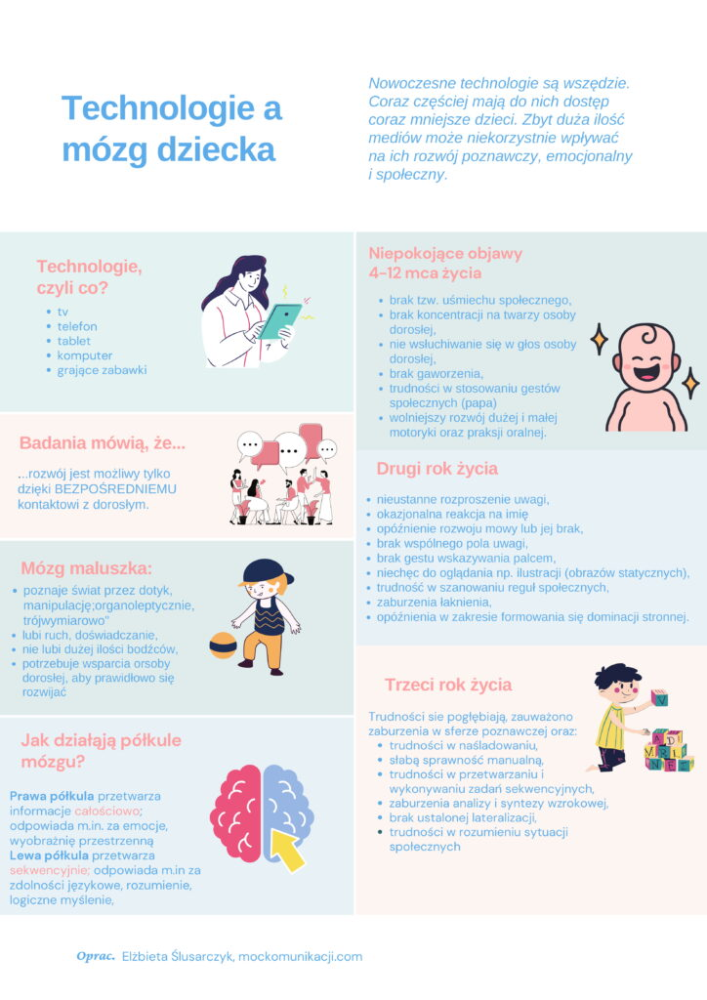 Technologie a
mózg dziecka
Nowoczesne technologie są wszędzie.
Coraz częściej mają do nich dostęp
coraz mniejsze dzieci. Zbyt duża ilość
mediów może niekorzystnie wpływać
na ich rozwój poznawczy, emocjonalny
i społeczny.
Technologie,
czyli co?
• tv
• telefon
• tablet
• komputer
• grające zabawki
Badania mówią, że...
...rozwój jest możliwy tylko
dzięki BEZPOŚREDNIEMU
kontaktowi z dorosłym.
Mózg maluszka:
• poznaje świat przez dotyk,
manipulację;organoleptycznie,
trójwymiarowo"
• lubi ruch, doświadczanie,
• nie lubi dużej ilości bodźców,
• potrzebuje wsparcia orsoby
dorosłej, aby prawidłowo się
rozwijać
Jak działąją półkule
mózgu?
Prawa półkula przetwarza
informacje całościowo;
odpowiada m.in. za emocje,
wyobraźnię przestrzenną
Lewa półkula przetwarza
sekwencyjnie; odpowiada m.in za
zdolności językowe, rozumienie,
logiczne myślenie,
Niepokojące objawy
4-12 mca życia
• brak tzw. uśmiechu społecznego,
• brak koncentracji na twarzy osoby
dorosłej,
• nie wsłuchiwanie się w głos osoby
dorosłej,
• brak gaworzenia,
• trudności w stosowaniu gestów
społecznych (papa)
• wolniejszy rozwój dużej i małej
motoryki oraz praksji oralnej.
Drugi rok życia
• nieustanne rozproszenie uwagi,
• okazjonalna reakcja na imię
• opóźnienie rozwoju mowy lub jej brak,
• brak wspólnego pola uwagi,
• brak gestu wskazywania palcem,
• niechęc do oglądania np. ilustracji (obrazów statycznych),
• trudność w szanowaniu reguł społecznych,
• zaburzenia łaknienia,
• opóźnienia w zakresie formowania się dominacji stronnej.
Trzeci rok życia
Trudności sie pogłębiają, zauważono
zaburzenia w sferze poznawczej oraz:
• trudności w naśladowaniu,
• słabą sprawność manualną,
• trudności w przetwarzaniu i
wykonywaniu zadań sekwencyjnych,
• zaburzenia analizy i syntezy wzrokowej,
• brak ustalonej lateralizacji,
• trudności w rozumieniu sytuacji
społecznych
Oprac. Elżbieta Ślusarczyk, mockomunikacji.com